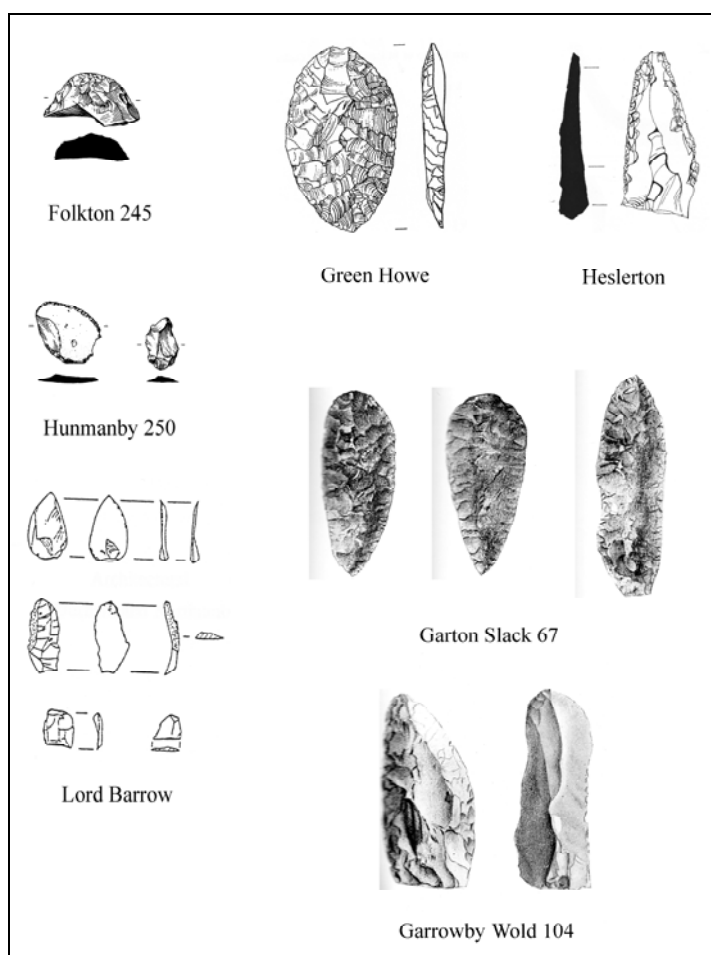 Folkton 245
Green Howe
Heslerton
Hunmanby 250
Garton Slack 67
Lord Barrow
Garrowby Wold 104